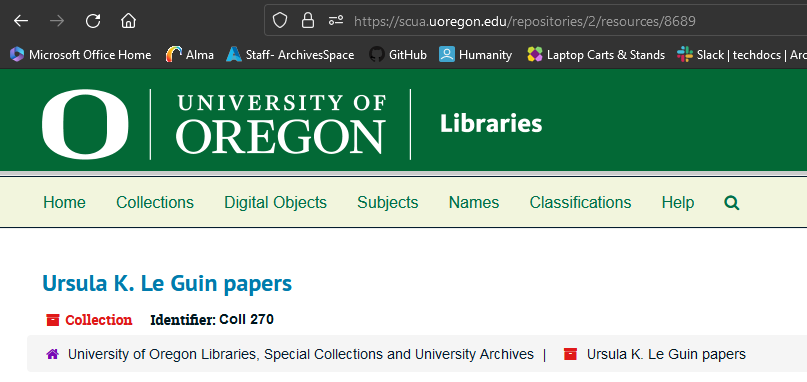 https://scua.uoregon.edu/repositories/2/resources/8689
Microsoft Office Home Alma Staff- ArchivesSpace GitHub Humanity Laptop Carts & Stands Slack | techdocs | Arc
UNIVERSITY OF
OREGON
Libraries
Home Collections Digital Objects Subjects Names Classifications Help
Ursula K. Le Guin papers
Collection Identifier: Coll 270
University of Oregon Libraries, Special Collections and University Archives | Ursula K. Le Guin papers